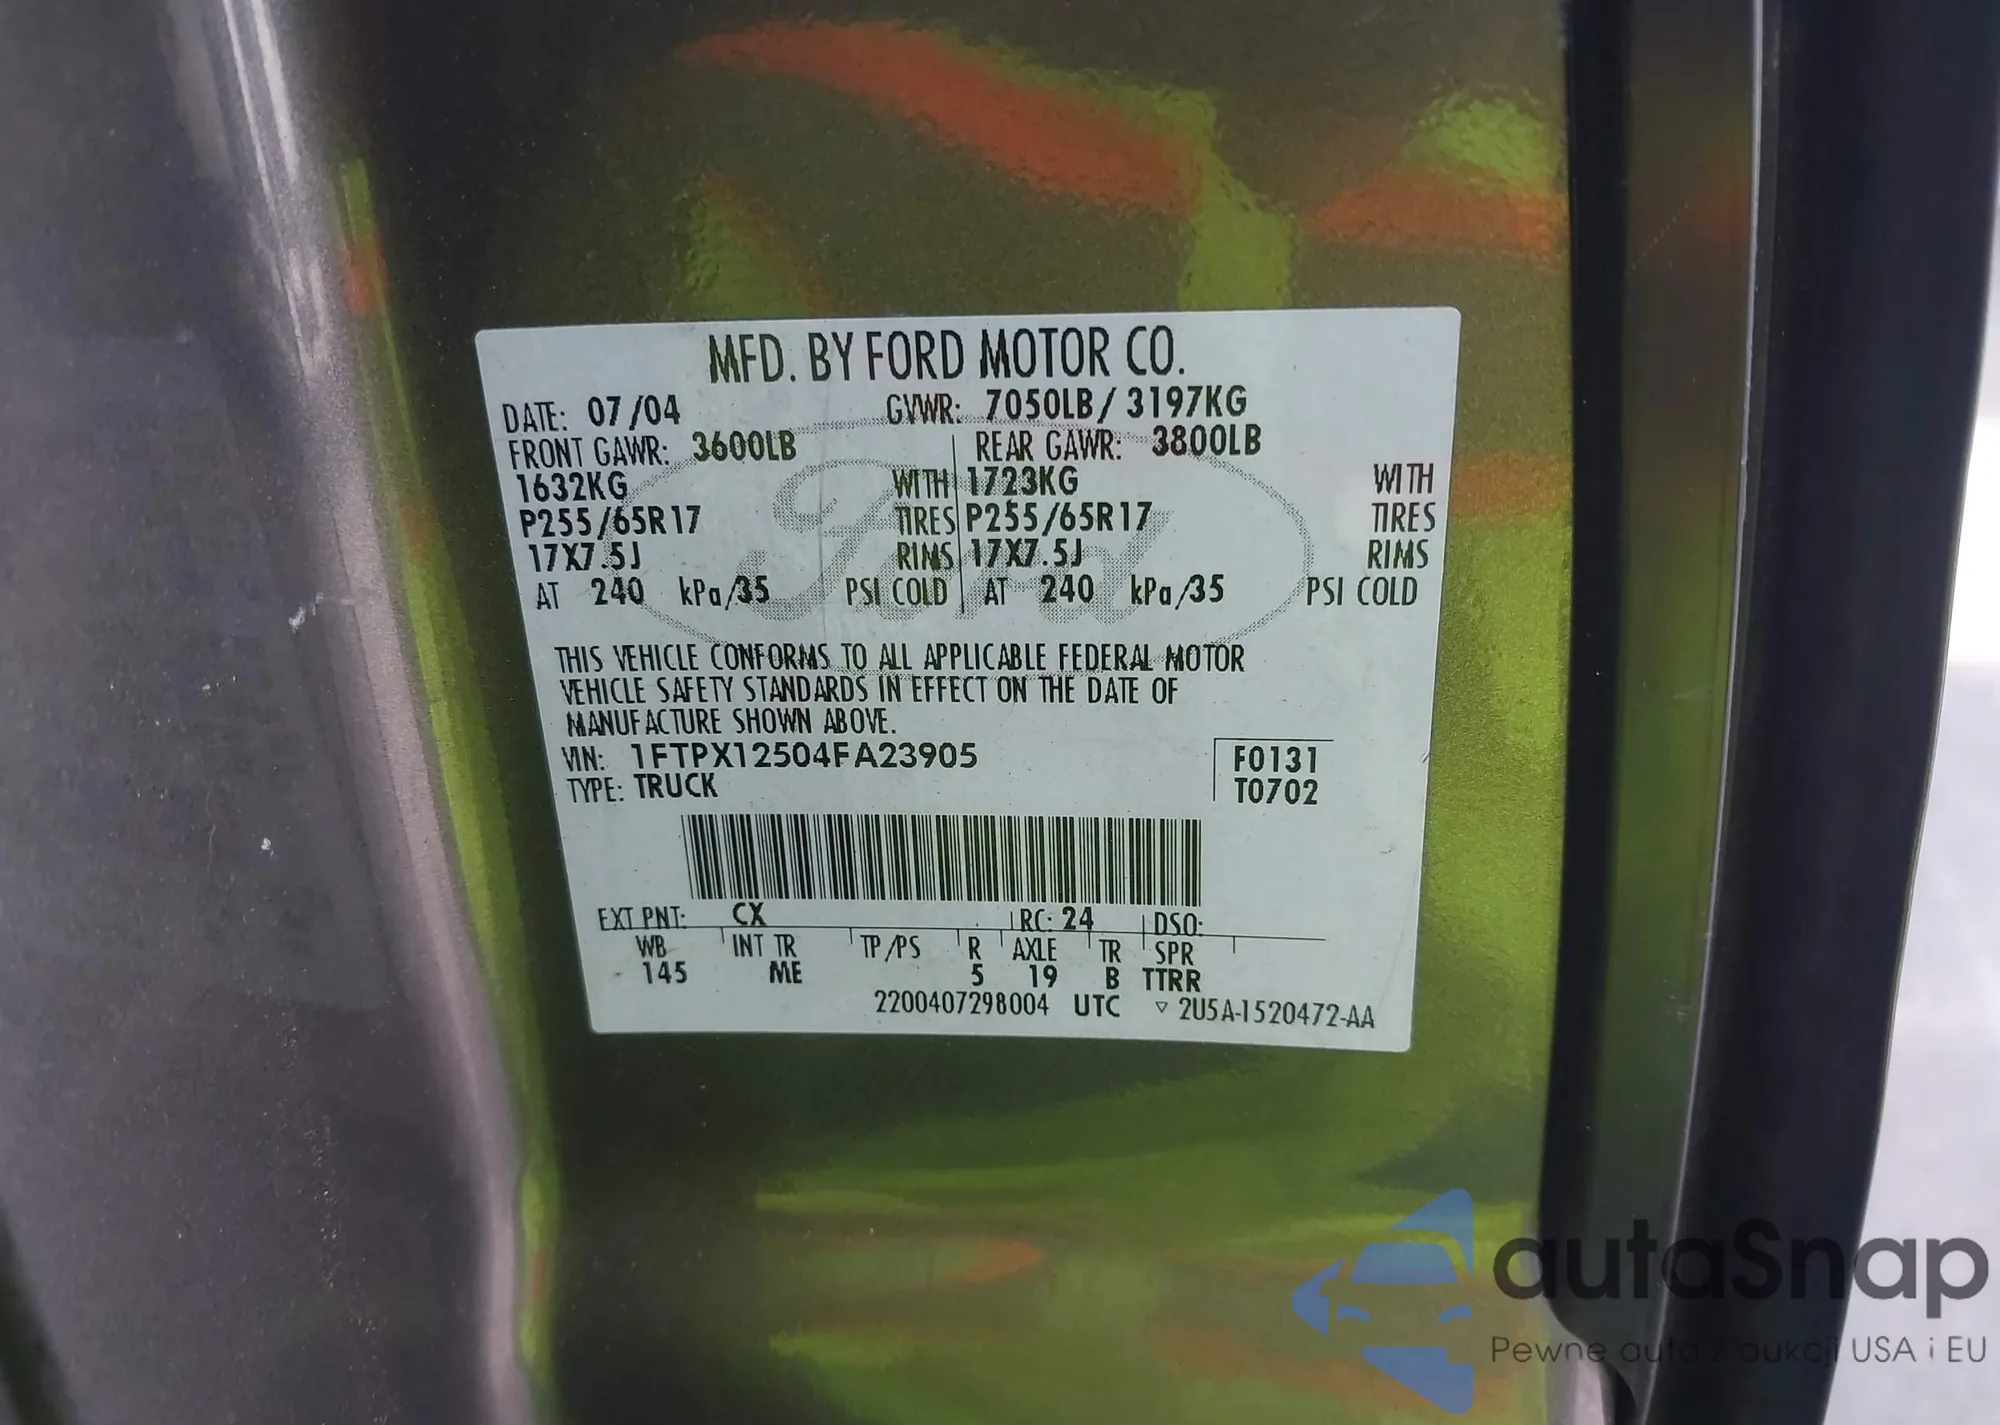 MFD. BY FORD MOTOR CO.
DATE: 07/04 GVWR: 7050LB/3197KG
FRONT GAWR: 3600LB REAR GAWR: 3800LB
1632KG WITH 1723KG WITH
P255/65R17 TIRES P255/65R17 TIRES
17X7.5J RIMS 17X7.5J RIMS
AT 240 kPa/35 PSI COLD AT 240 kPa/35 PSI COLD
Ford
THIS VEHICLE CONFORMS TO ALL APPLICABLE FEDERAL MOTOR
VEHICLE SAFETY STANDARDS IN EFFECT ON THE DATE OF
MANUFACTURE SHOWN ABOVE.
VIN: 1FTPX12504FA23905 F0131
TYPE: TRUCK T0702
EXT PNT: CX RC: 24 DSO:
WB INT TR TP/PS R AXLE TR SPR
145 ME 5 19 B TTRR
2200407298004 UTC ▽ 2U5A-1520472-AA
autaSnap
Pewne auta z aukcji USA i EU